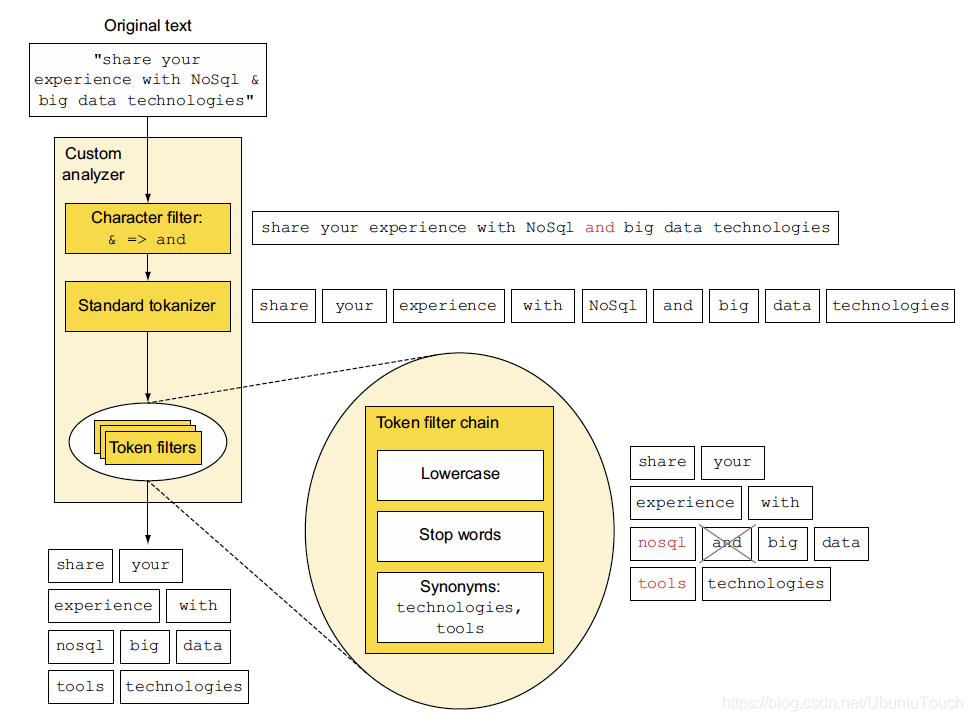 Original text
"share your
experience with NoSql &
big data technologies"
Custom
analyzer
Character filter:
& => and
share your experience with NoSql and big data technologies
Standard tokanizer
share your experience with NoSql and big data technologies
Token filters
Token filter chain
Lowercase
Stop words
Synonyms:
technologies,
tools
share your
experience with
nosql and big data
tools technologies
share your
experience with
nosql big data
tools technologies
https://blog.csdn.net/UbuntuTouch